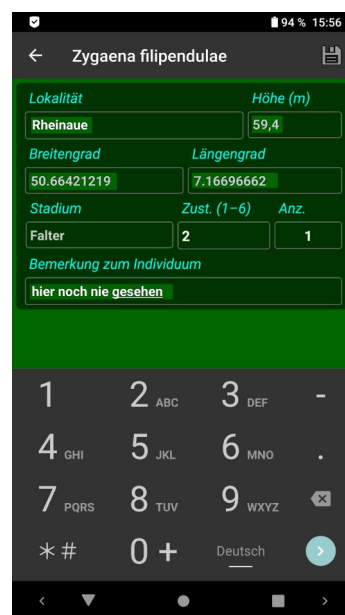 94 % 15:56
Zygaena filipendulae
Lokalität Höhe (m)
Rheinaue 59,4
Breitengrad Längengrad
50.66421219 7.16696662
Stadium Zust. (1–6) Anz.
Falter 2 1
Bemerkung zum Individuum
hier noch nie gesehen
1 2 ABC 3 DEF -
4 GHI 5 JKL 6 MNO .
7 PQRS 8 TUV 9 WXYZ
*# 0 + Deutsch